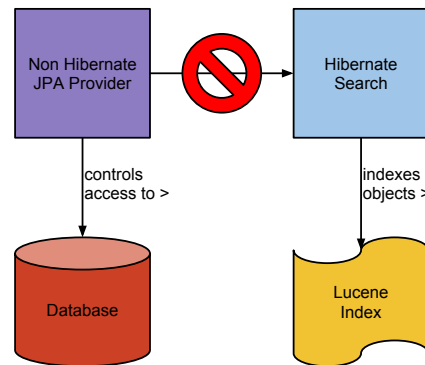 Non Hibernate
JPA Provider
Hibernate
Search
controls
access to >
indexes
objects >
Database
Lucene
Index